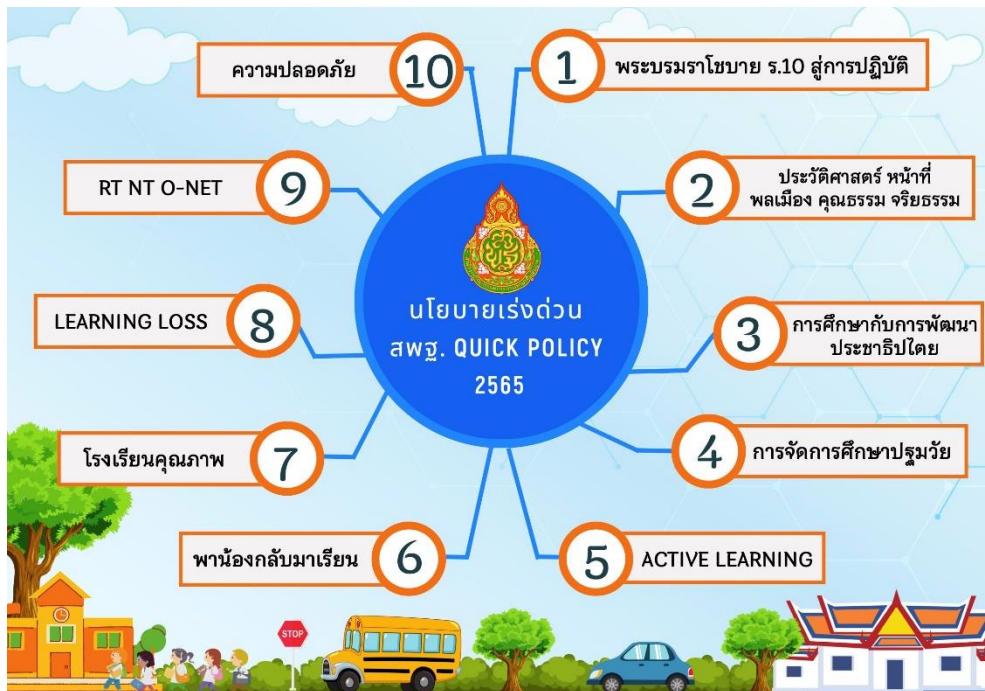 นโยบายเร่งด่วน
สพฐ. QUICK POLICY
2565
1
พระบรมราโชบาย ร.10 สู่การปฏิบัติ
2
ประวัติศาสตร์ หน้าที่
พลเมือง คุณธรรม จริยธรรม
3
การศึกษากับการพัฒนา
ประชาธิปไตย
4
การจัดการศึกษาปฐมวัย
5
ACTIVE LEARNING
6
พาน้องกลับมาเรียน
7
โรงเรียนคุณภาพ
8
LEARNING LOSS
9
RT NT O-NET
10
ความปลอดภัย
STOP